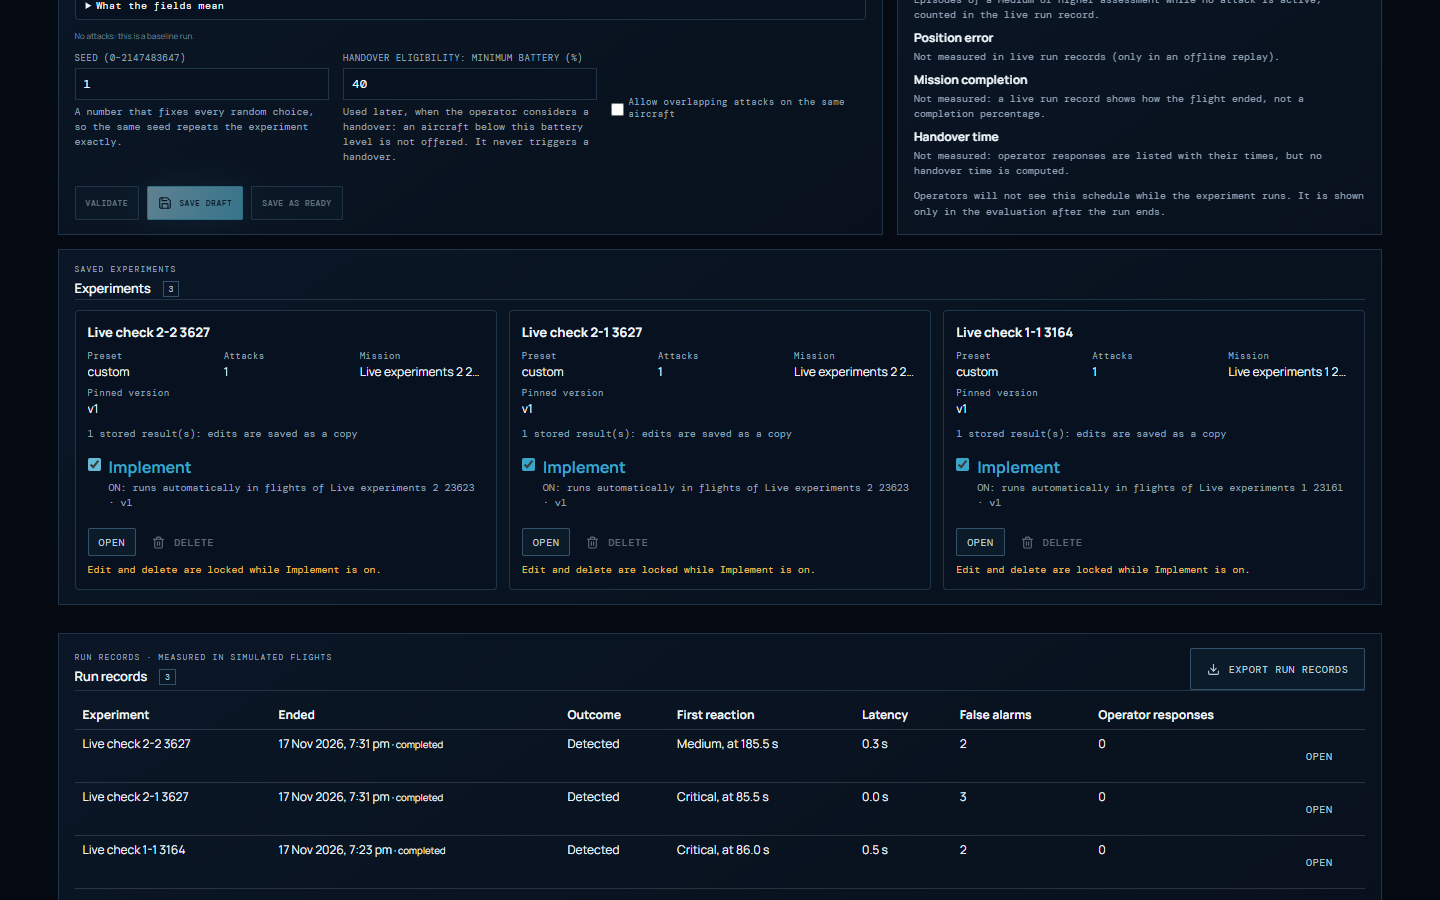 ▶ What the fields mean
No attacks: this is a baseline run.
SEED (0-2147483647)
1
A number that fixes every random choice,
so the same seed repeats the experiment
exactly.
HANDOVER ELIGIBILITY: MINIMUM BATTERY (%)
40
Used later, when the operator considers a
handover: an aircraft below this battery
level is not offered. It never triggers a
handover.
Allow overlapping attacks on the same
aircraft
VALIDATE
SAVE DRAFT
SAVE AS READY
Episodes of a Medium or higher assessment while no attack is active,
counted in the live run record.
Position error
Not measured in live run records (only in an offline replay).
Mission completion
Not measured: a live run record shows how the flight ended, not a
completion percentage.
Handover time
Not measured: operator responses are listed with their times, but no
handover time is computed.
Operators will not see this schedule while the experiment runs. It is shown
only in the evaluation after the run ends.
SAVED EXPERIMENTS
Experiments 3
Live check 2-2 3627
Preset Attacks Mission
custom 1 Live experiments 2 2...
Pinned version
v1
1 stored result(s): edits are saved as a copy
Implement
ON: runs automatically in flights of Live experiments 2 23623
· v1
OPEN DELETE
Edit and delete are locked while Implement is on.
Live check 2-1 3627
Preset Attacks Mission
custom 1 Live experiments 2 2...
Pinned version
v1
1 stored result(s): edits are saved as a copy
Implement
ON: runs automatically in flights of Live experiments 2 23623
· v1
OPEN DELETE
Edit and delete are locked while Implement is on.
Live check 1-1 3164
Preset Attacks Mission
custom 1 Live experiments 1 2...
Pinned version
v1
1 stored result(s): edits are saved as a copy
Implement
ON: runs automatically in flights of Live experiments 1 23161
· v1
OPEN DELETE
Edit and delete are locked while Implement is on.
RUN RECORDS · MEASURED IN SIMULATED FLIGHTS
Run records 3
EXPORT RUN RECORDS
Experiment Ended Outcome First reaction Latency False alarms Operator responses
Live check 2-2 3627 17 Nov 2026, 7:31 pm · completed Detected Medium, at 185.5 s 0.3 s 2 0 OPEN
Live check 2-1 3627 17 Nov 2026, 7:31 pm · completed Detected Critical, at 85.5 s 0.0 s 3 0 OPEN
Live check 1-1 3164 17 Nov 2026, 7:23 pm · completed Detected Critical, at 86.0 s 0.5 s 2 0 OPEN